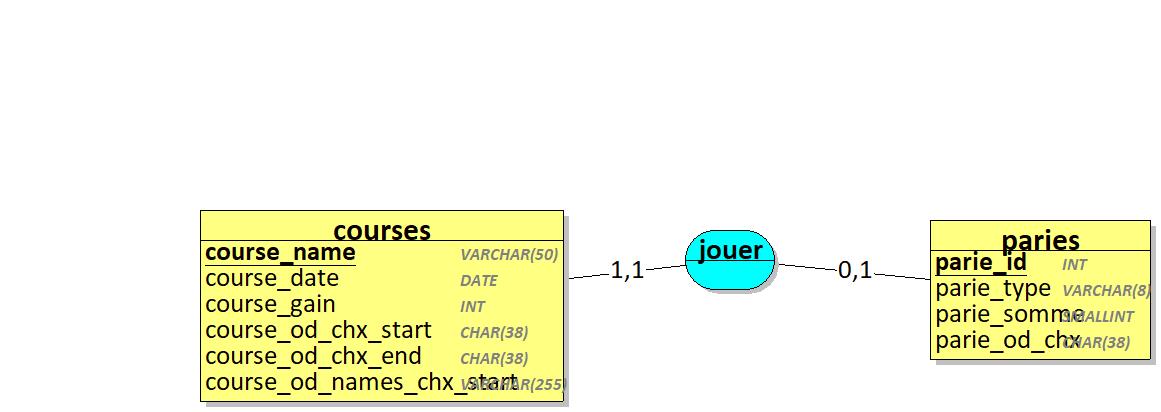 courses
course_name VARCHAR(50)
course_date DATE
course_gain INT
course_od_chx_start CHAR(38)
course_od_chx_end CHAR(38)
course_od_names_chx_start VARCHAR(255)
1,1
jouer
0,1
paries
parie_id INT
parie_type VARCHAR(8)
parie_somme SMALLINT
parie_od_chx CHAR(38)